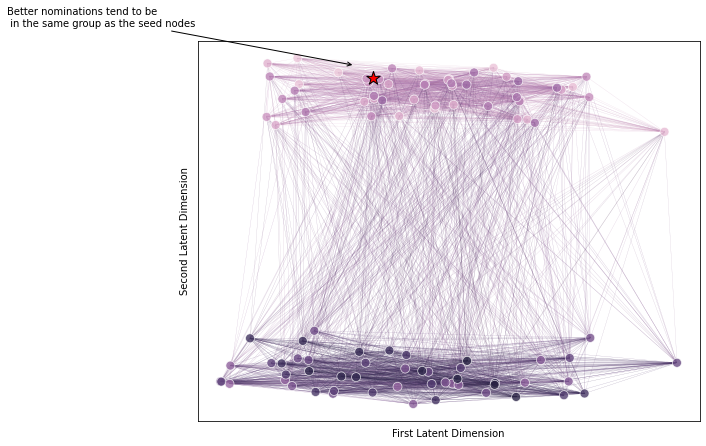 Better nominations tend to be
in the same group as the seed nodes
Second Latent Dimension
First Latent Dimension